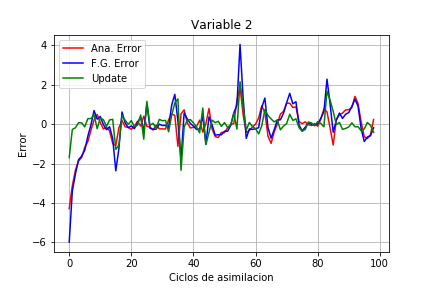 Variable 2
Ana. Error
F.G. Error
Update
Error
4
2
0
−2
−4
−6
0
20
40
60
80
100
Ciclos de asimilacion